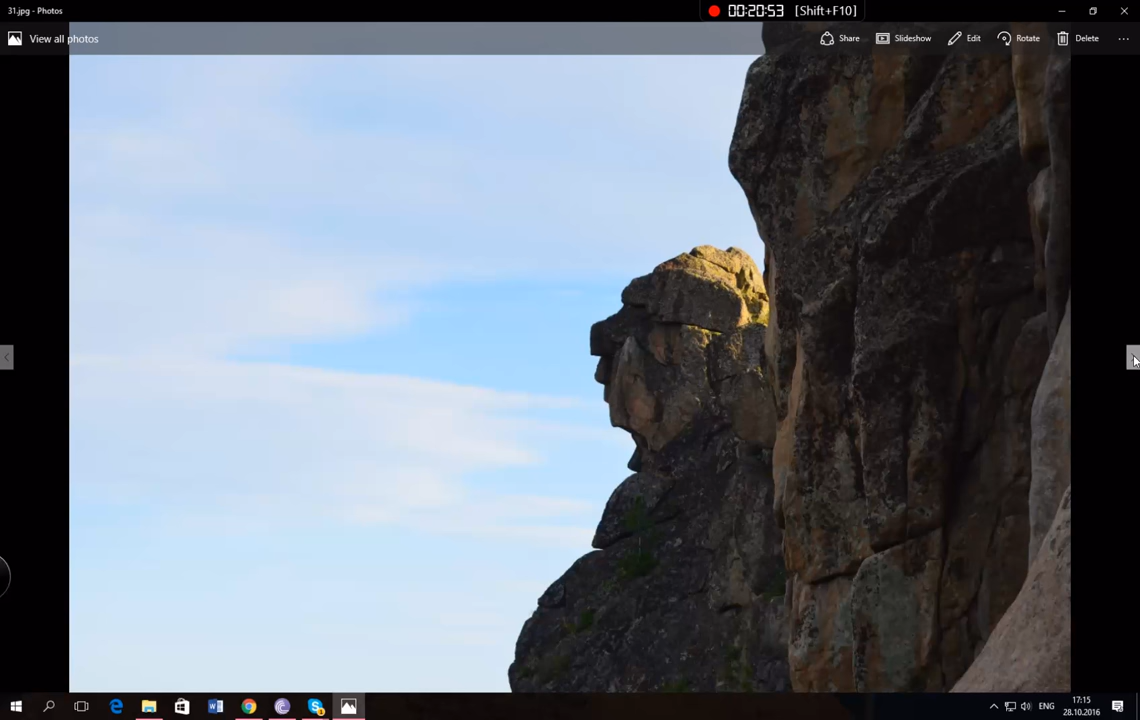 31.jpg - Photos
00:20:53 [Shift+F10]
View all photos
Share
Slideshow
Edit
Rotate
Delete
ENG
17:15
28.10.2016